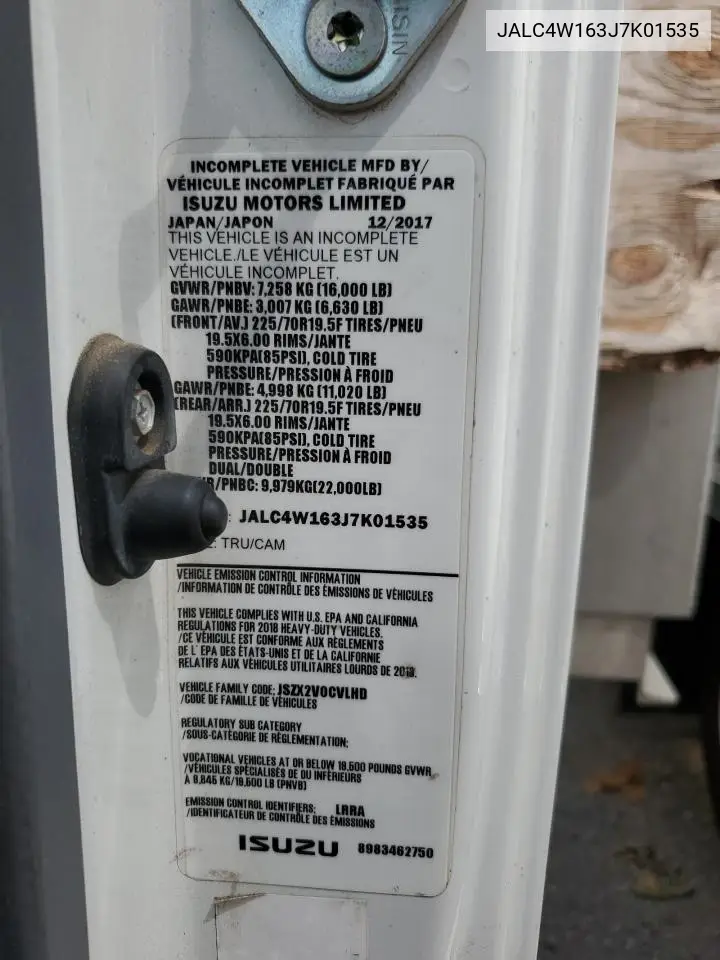 JALC4W163J7K01535
AISIN
INCOMPLETE VEHICLE MFD BY/
VÉHICULE INCOMPLET FABRIQUÉ PAR
ISUZU MOTORS LIMITED
JAPAN/JAPON 12/2017
THIS VEHICLE IS AN INCOMPLETE
VEHICLE./LE VÉHICULE EST UN
VÉHICULE INCOMPLET.
GVWR/PNBV: 7,258 KG (16,000 LB)
GAWR/PNBE: 3,007 KG (6,630 LB)
(FRONT/AV.) 225/70R19.5F TIRES/PNEU
19.5X6.00 RIMS/JANTE
590KPA(85PSI), COLD TIRE
PRESSURE/PRESSION À FROID
GAWR/PNBE: 4,998 KG (11,020 LB)
(REAR/ARR.) 225/70R19.5F TIRES/PNEU
19.5X6.00 RIMS/JANTE
590KPA(85PSI), COLD TIRE
PRESSURE/PRESSION À FROID
DUAL/DOUBLE
R/PNBC: 9,979KG(22,000LB)
: JALC4W163J7K01535
: TRU/CAM
VEHICLE EMISSION CONTROL INFORMATION
/INFORMATION DE CONTRÔLE DES ÉMISSIONS DE VÉHICULES
THIS VEHICLE COMPLIES WITH U.S. EPA AND CALIFORNIA
REGULATIONS FOR 2018 HEAVY-DUTY VEHICLES.
/CE VÉHICULE EST CONFORME AUX RÈGLEMENTS
DE L'EPA DES ÉTATS-UNIS ET DE LA CALIFORNIE
RELATIFS AUX VÉHICULES UTILITAIRES LOURDS DE 2018.
VEHICLE FAMILY CODE: JSZX2VOCVLHD
/CODE DE FAMILLE DE VÉHICULES
REGULATORY SUB CATEGORY
/SOUS-CATÉGORIE DE RÉGLEMENTATION:
VOCATIONAL VEHICLES AT OR BELOW 19,500 POUNDS GVWR
/VÉHICULES SPÉCIALISÉS DE OU INFÉRIEURS
À 8,845 KG/19,500 LB (PNVB)
EMISSION CONTROL IDENTIFIERS: LRRA
/IDENTIFICATEUR DE CONTRÔLE DES ÉMISSIONS
ISUZU 8983462750